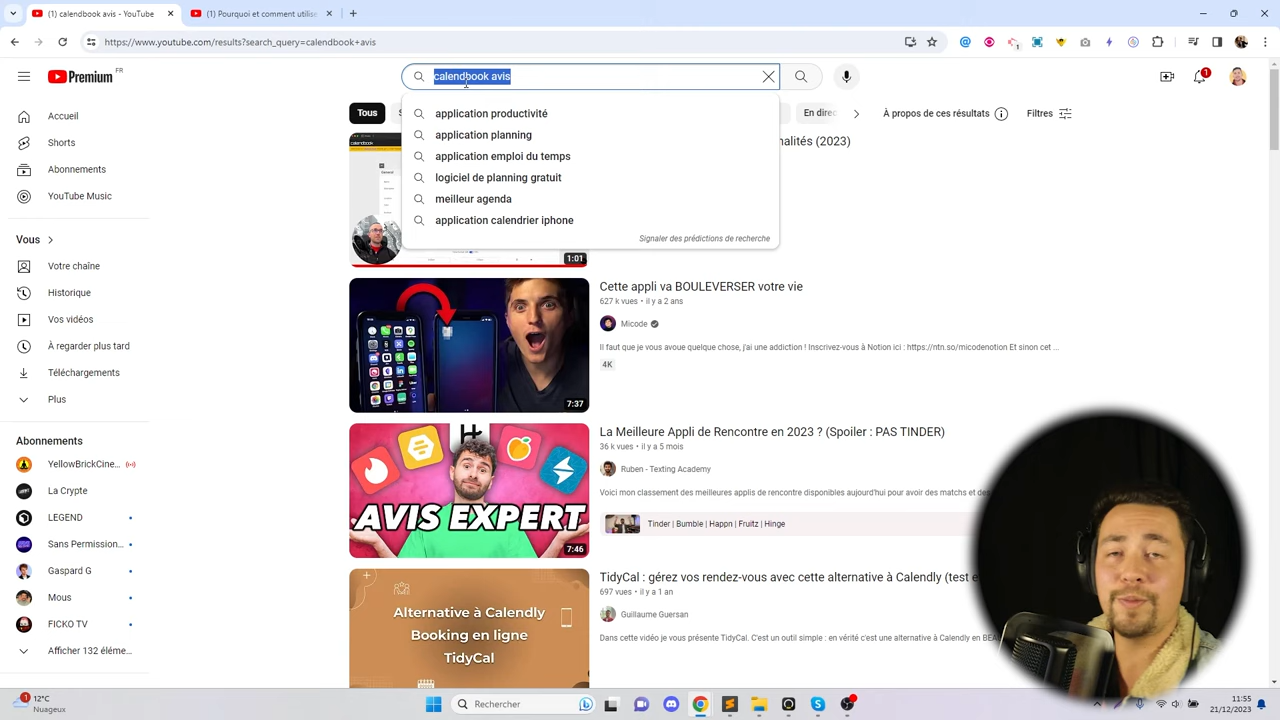 (1) calendbook avis - YouTube
(1) Pourquoi et comment utilise
https://www.youtube.com/results?search_query=calendbook+avis
Premium FR
calendbook avis
1
Tous
En direc
À propos de ces résultats
Filtres
application productivité
application planning
application emploi du temps
logiciel de planning gratuit
meilleur agenda
application calendrier iphone
Signaler des prédictions de recherche
nalités (2023)
Accueil
Shorts
Abonnements
YouTube Music
Vous
Votre chaîne
Historique
Vos vidéos
À regarder plus tard
Téléchargements
Plus
Abonnements
YellowBrickCine...
La Crypte
LEGEND
Sans Permission...
Gaspard G
Mous
FICKO TV
Afficher 132 éléme...
calendbook
1:01
7:37
Cette appli va BOULEVERSER votre vie
627 k vues • il y a 2 ans
Micode
Il faut que je vous avoue quelque chose, j'ai une addiction ! Inscrivez-vous à Notion ici : https://ntn.so/micodenotion Et sinon cet ...
4K
AVIS EXPERT
7:46
La Meilleure Appli de Rencontre en 2023 ? (Spoiler : PAS TINDER)
36 k vues • il y a 5 mois
Ruben - Texting Academy
Voici mon classement des meilleures applis de rencontre disponibles aujourd'hui pour avoir des matchs et des
Tinder | Bumble | Happn | Fruitz | Hinge
Alternative à Calendly
Booking en ligne
TidyCal
TidyCal : gérez vos rendez-vous avec cette alternative à Calendly (test e
697 vues • il y a 1 an
Guillaume Guersan
Dans cette vidéo je vous présente TidyCal. C'est un outil simple : en vérité c'est une alternative à Calendly en BEA
1
12°C
Nuageux
Rechercher
11:55
21/12/2023